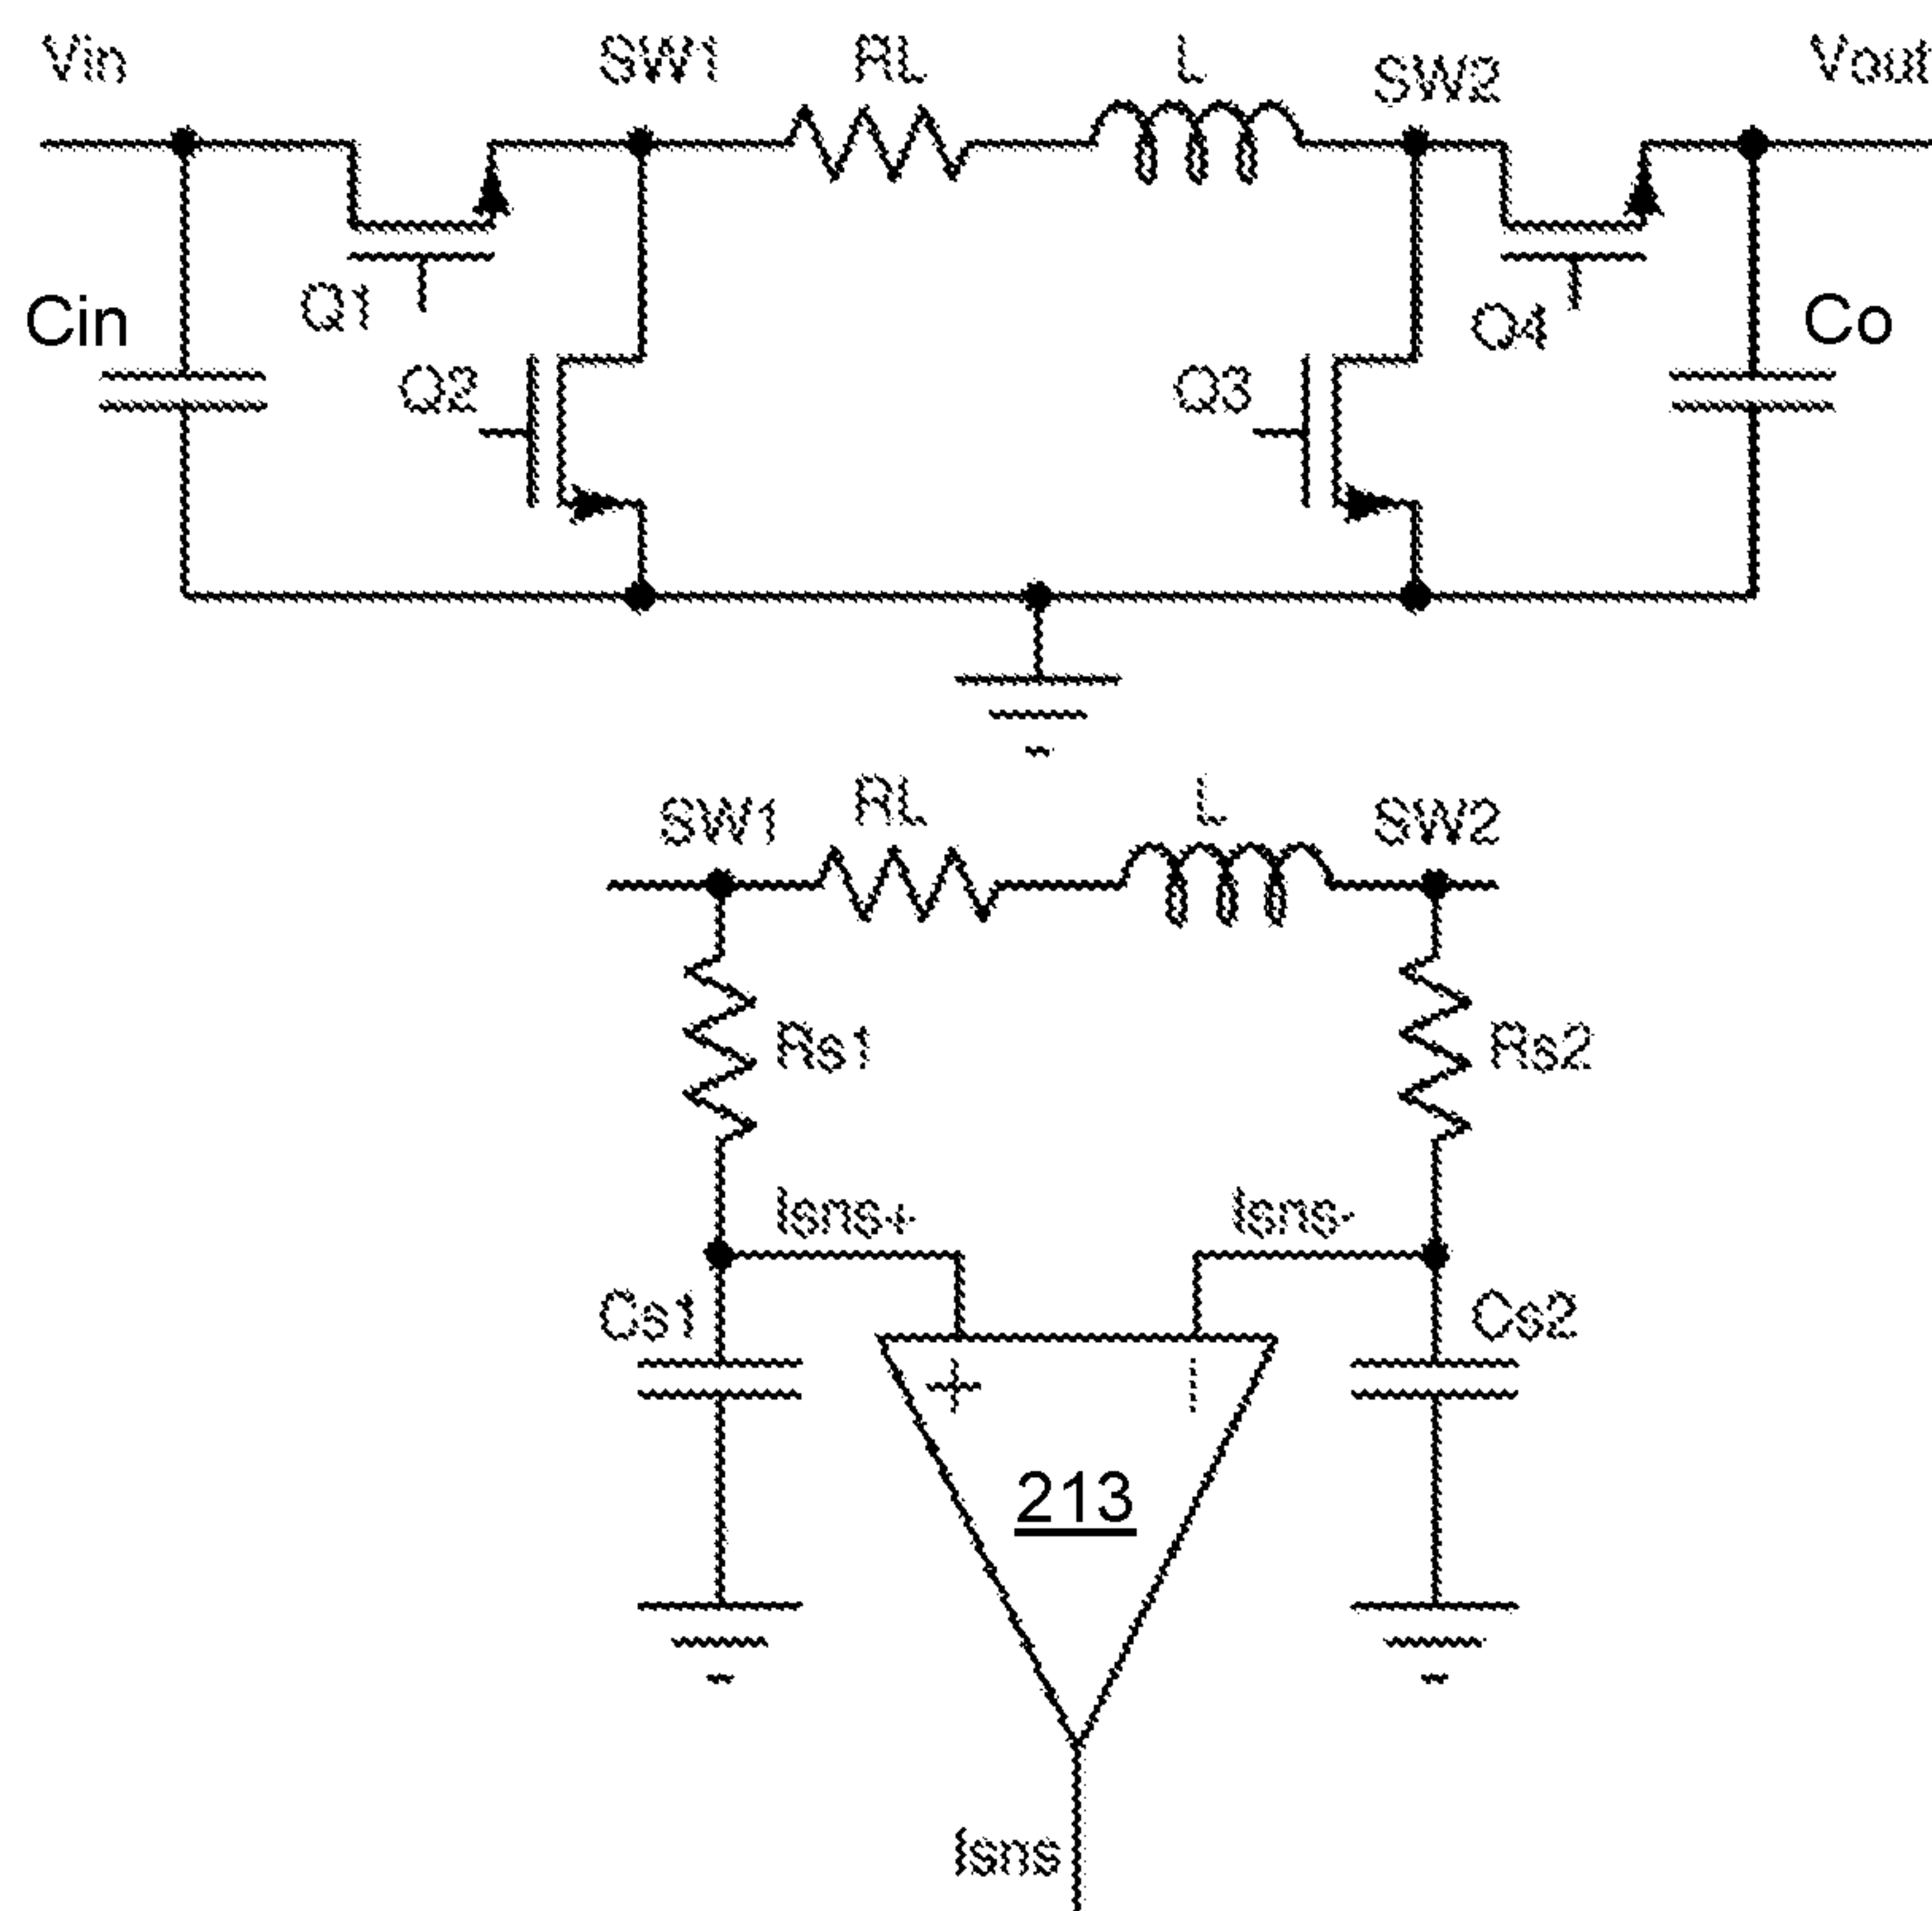 Vin SW1 RL L SW2 Vout
Cin Q1 Q4 Co
Q2 Q3
SW1 RL L SW2
Rs1 Rs2
Isns+ Isns-
Cs1 Cs2
+ -
213
Isns